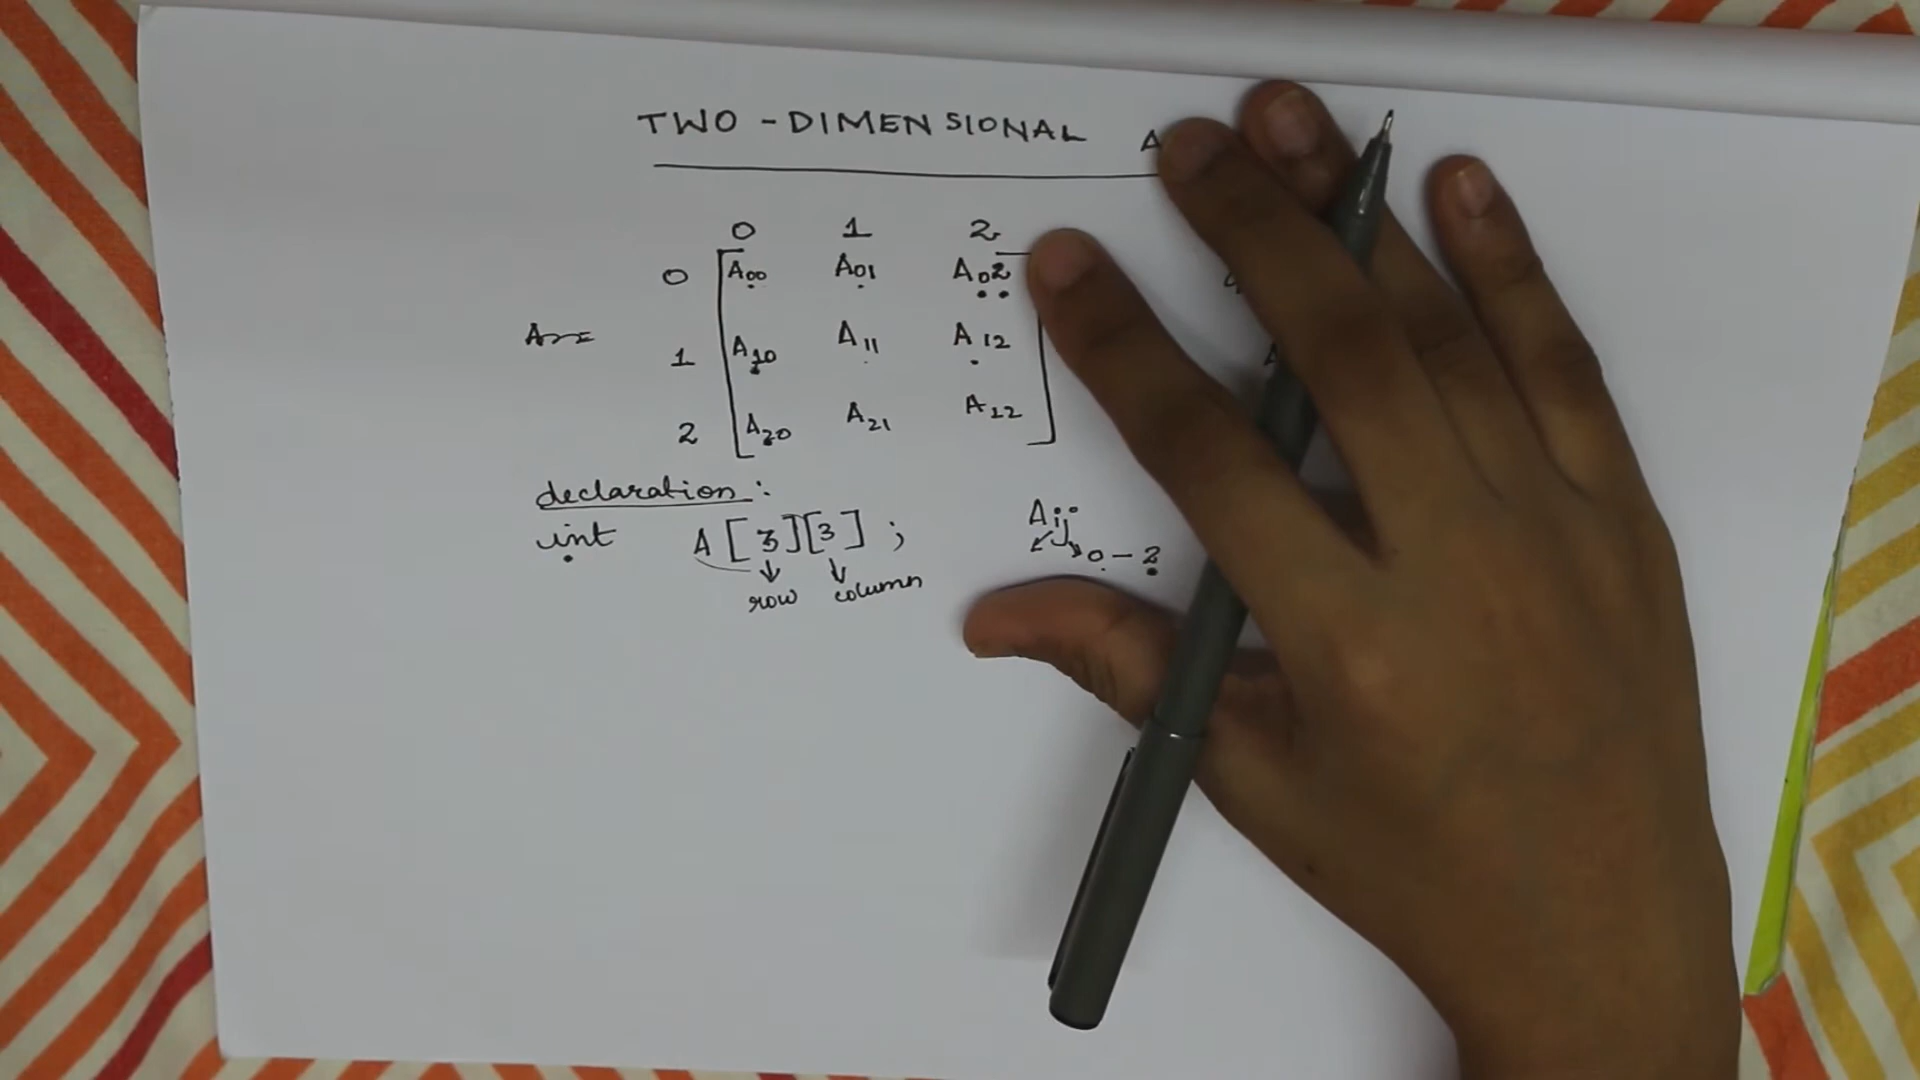 TWO-DIMENSIONAL A
0 1 2
0 A00 A01 A02
1 A10 A11 A12
2 A20 A21 A22
declaration:
int A[3][3];
row column
Aij
0-2